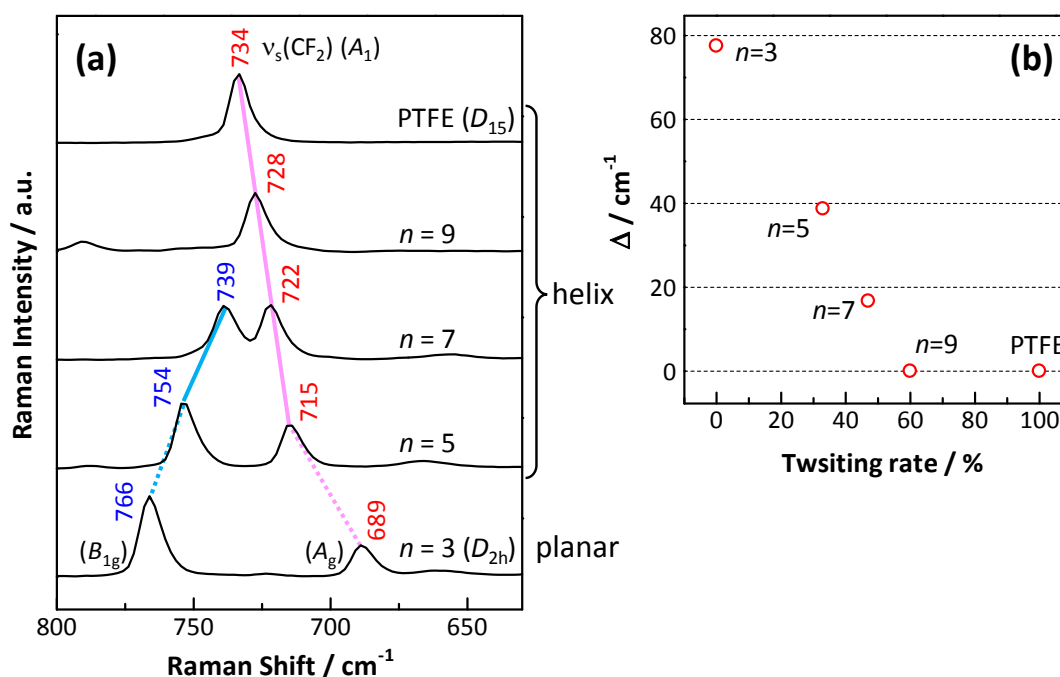 (a)
734
νs(CF2) (A1)
PTFE (D15)
728
n = 9
739
722
helix
n = 7
754
715
n = 5
766
689
(B1g)
(Ag)
n = 3 (D2h)
planar
800
750
700
650
Raman Shift / cm-1
Raman Intensity / a.u.
(b)
80
60
40
20
0
n=3
n=5
n=7
n=9
PTFE
0
20
40
60
80
100
Δ / cm-1
Twsiting rate / %